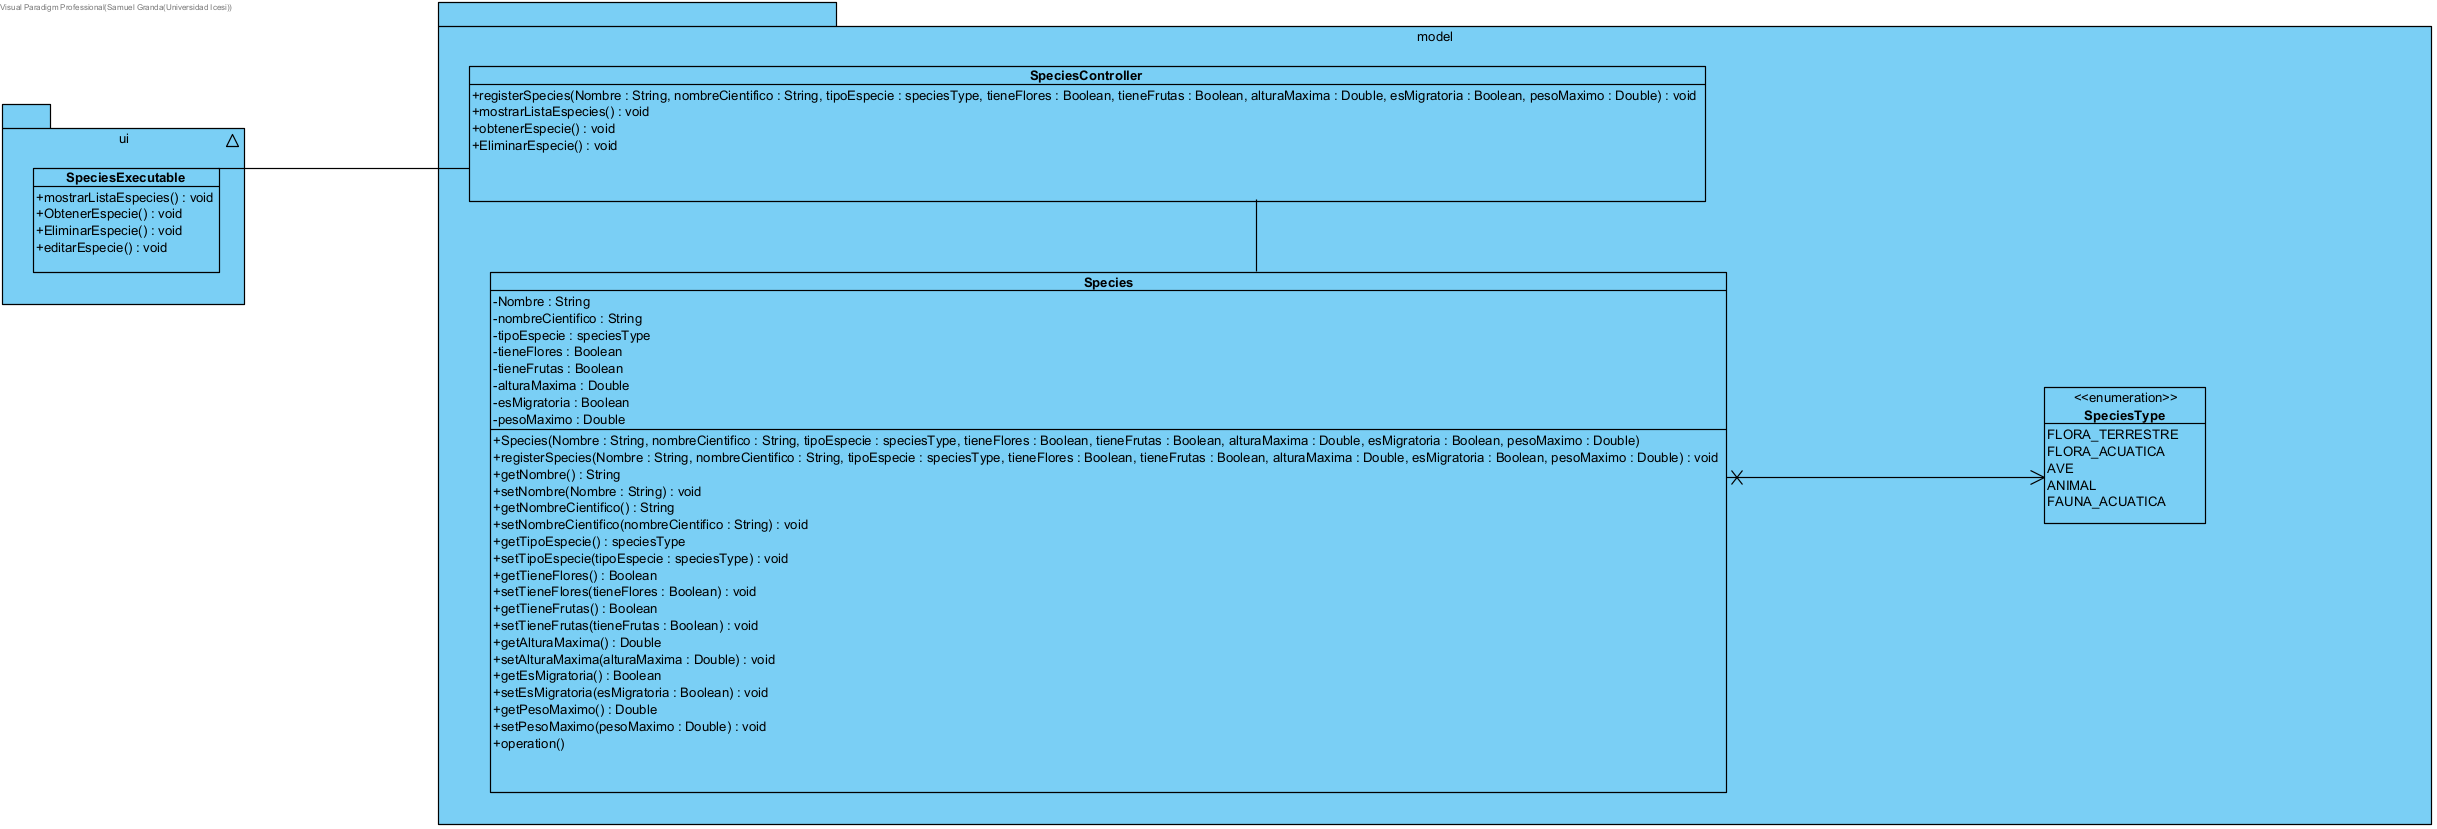 Visual Paradigm Professional(Samuel Granda(Universidad Icesi))
model
SpeciesController
+registerSpecies(Nombre : String, nombreCientifico : String, tipoEspecie : speciesType, tieneFlores : Boolean, tieneFrutas : Boolean, alturaMaxima : Double, esMigratoria : Boolean, pesoMaximo : Double) : void
+mostrarListaEspecies() : void
+obtenerEspecie() : void
+EliminarEspecie() : void
ui
SpeciesExecutable
+mostrarListaEspecies() : void
+ObtenerEspecie() : void
+EliminarEspecie() : void
+editarEspecie() : void
Species
-Nombre : String
-nombreCientifico : String
-tipoEspecie : speciesType
-tieneFlores : Boolean
-tieneFrutas : Boolean
-alturaMaxima : Double
-esMigratoria : Boolean
-pesoMaximo : Double
+Species(Nombre : String, nombreCientifico : String, tipoEspecie : speciesType, tieneFlores : Boolean, tieneFrutas : Boolean, alturaMaxima : Double, esMigratoria : Boolean, pesoMaximo : Double)
+registerSpecies(Nombre : String, nombreCientifico : String, tipoEspecie : speciesType, tieneFlores : Boolean, tieneFrutas : Boolean, alturaMaxima : Double, esMigratoria : Boolean, pesoMaximo : Double) : void
+getNombre() : String
+setNombre(Nombre : String) : void
+getNombreCientifico() : String
+setNombreCientifico(nombreCientifico : String) : void
+getTipoEspecie() : speciesType
+setTipoEspecie(tipoEspecie : speciesType) : void
+getTieneFlores() : Boolean
+setTieneFlores(tieneFlores : Boolean) : void
+getTieneFrutas() : Boolean
+setTieneFrutas(tieneFrutas : Boolean) : void
+getAlturaMaxima() : Double
+setAlturaMaxima(alturaMaxima : Double) : void
+getEsMigratoria() : Boolean
+setEsMigratoria(esMigratoria : Boolean) : void
+getPesoMaximo() : Double
+setPesoMaximo(pesoMaximo : Double) : void
+operation()
<<enumeration>>
SpeciesType
FLORA_TERRESTRE
FLORA_ACUATICA
AVE
ANIMAL
FAUNA_ACUATICA